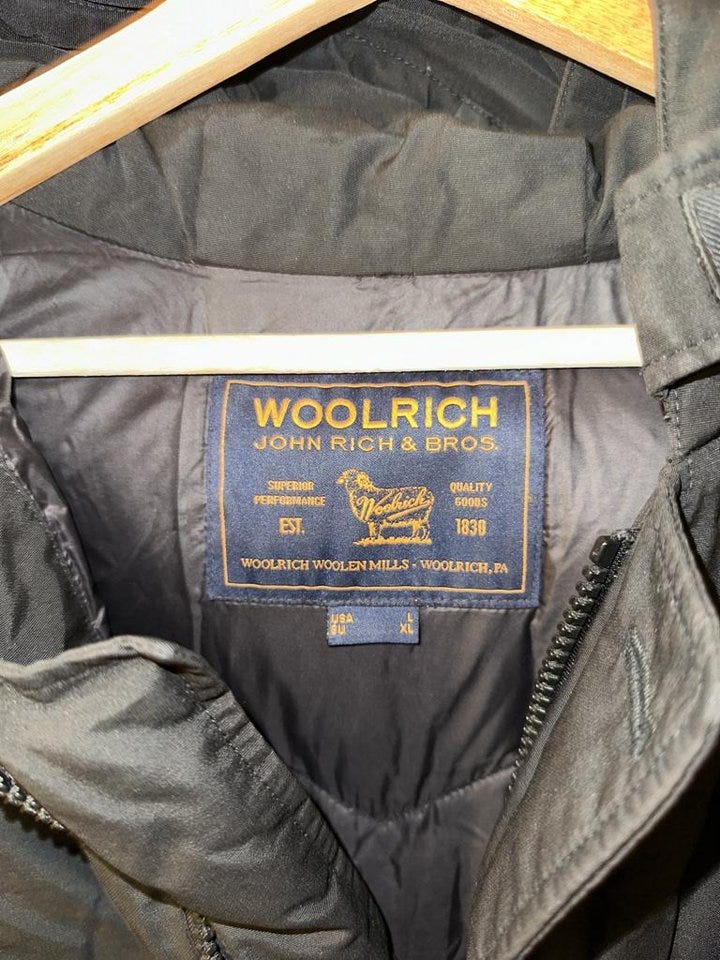 WOOLRICH
JOHN RICH & BROS.
SUPERIOR PERFORMANCE
Woolrich
QUALITY GOODS
EST. 1830
WOOLRICH WOOLEN MILLS - WOOLRICH, PA
USA L
EU XL